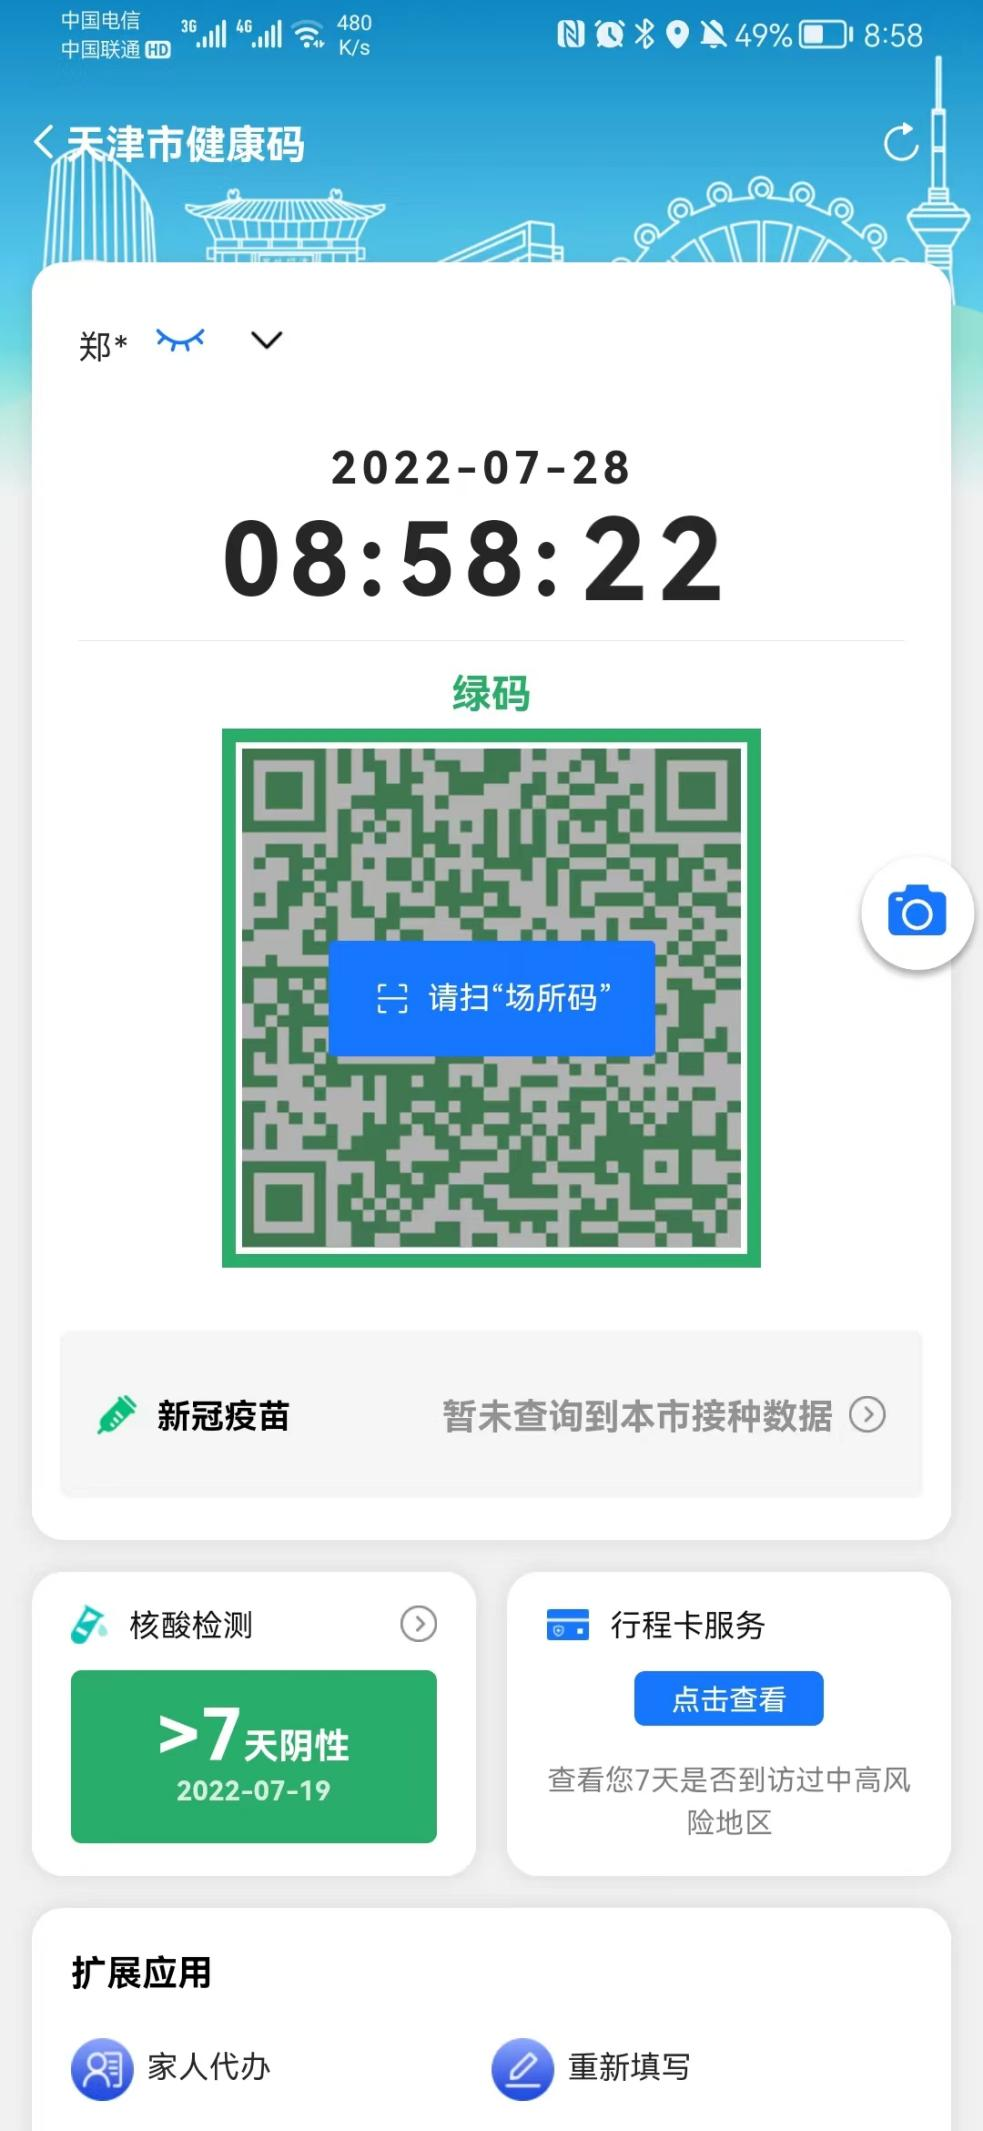 中国电信
中国联通 HD
3G 4G
480
K/s
49% 8:58
天津市健康码
郑*
2022-07-28
08:58:22
绿码
请扫“场所码”
新冠疫苗
暂未查询到本市接种数据
核酸检测
>7天阴性
2022-07-19
行程卡服务
点击查看
查看您7天是否到访过中高风
险地区
扩展应用
家人代办
重新填写